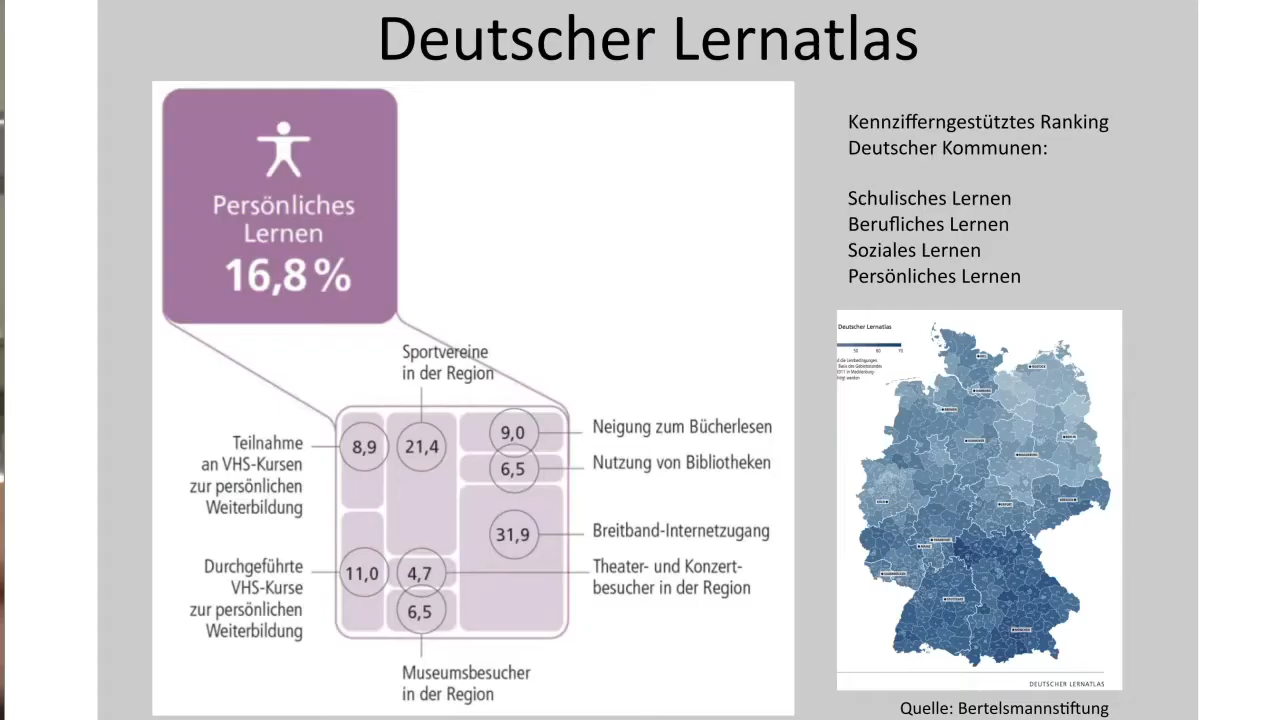 Deutscher Lernatlas
Persönliches
Lernen
16,8 %
Sportvereine
in der Region
Teilnahme
an VHS-Kursen
zur persönlichen
Weiterbildung
8,9
21,4
9,0
Neigung zum Bücherlesen
6,5
Nutzung von Bibliotheken
31,9
Breitband-Internetzugang
Durchgeführte
VHS-Kurse
zur persönlichen
Weiterbildung
11,0
4,7
Theater- und Konzert-
besucher in der Region
6,5
Museumsbesucher
in der Region
Kennzifferngestütztes Ranking
Deutscher Kommunen:
Schulisches Lernen
Berufliches Lernen
Soziales Lernen
Persönliches Lernen
Deutscher Lernatlas
50 60 70
DEUTSCHER LERNATLAS
Quelle: Bertelsmannstiftung